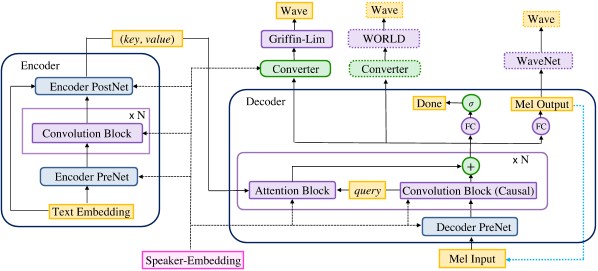 Wave
Wave
Wave
(key, value)
Griffin-Lim
WORLD
WaveNet
Encoder
Converter
Converter
Encoder PostNet
Decoder
Done
σ
Mel Output
x N
FC
FC
Convolution Block
x N
+
Encoder PreNet
Attention Block
query
Convolution Block (Causal)
Text Embedding
Decoder PreNet
Speaker-Embedding
Mel Input